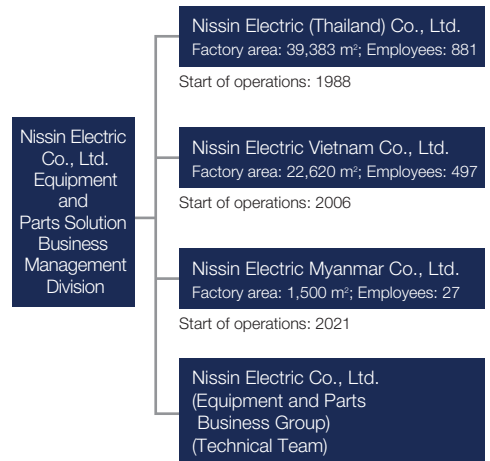 Nissin Electric
Co., Ltd.
Equipment
and
Parts Solution
Business
Management
Division
Nissin Electric (Thailand) Co., Ltd.
Factory area: 39,383 m²; Employees: 881
Start of operations: 1988
Nissin Electric Vietnam Co., Ltd.
Factory area: 22,620 m²; Employees: 497
Start of operations: 2006
Nissin Electric Myanmar Co., Ltd.
Factory area: 1,500 m²; Employees: 27
Start of operations: 2021
Nissin Electric Co., Ltd.
(Equipment and Parts
Business Group)
(Technical Team)